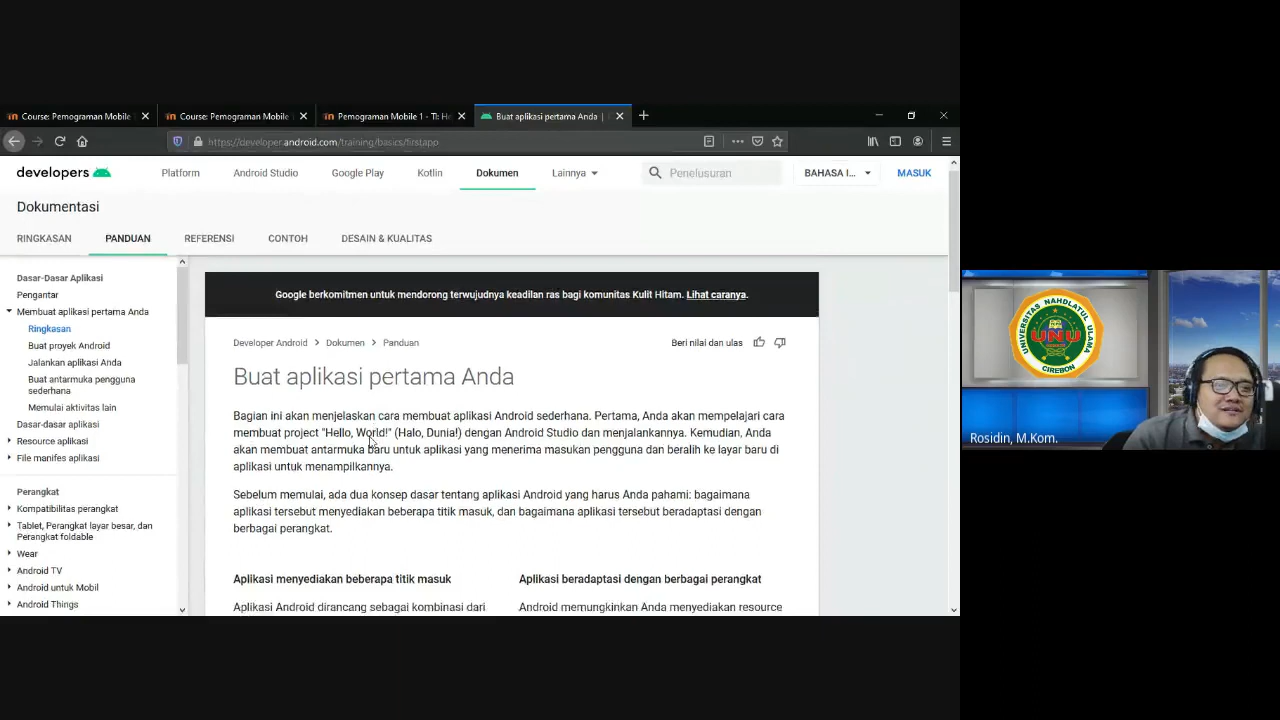 Course: Pemograman Mobile
Course: Pemograman Mobile
Pemograman Mobile 1 - TI: He
Buat aplikasi pertama Anda |
https://developer.android.com/training/basics/firstapp
developers
Platform
Android Studio
Google Play
Kotlin
Dokumen
Lainnya
Penelusuran
BAHASA I...
MASUK
Dokumentasi
RINGKASAN
PANDUAN
REFERENSI
CONTOH
DESAIN & KUALITAS
Dasar-Dasar Aplikasi
Pengantar
Membuat aplikasi pertama Anda
Ringkasan
Buat proyek Android
Jalankan aplikasi Anda
Buat antarmuka pengguna
sederhana
Memulai aktivitas lain
Dasar-dasar aplikasi
Resource aplikasi
File manifes aplikasi
Perangkat
Kompatibilitas perangkat
Tablet, Perangkat layar besar, dan
Perangkat foldable
Wear
Android TV
Android untuk Mobil
Android Things
Google berkomitmen untuk mendorong terwujudnya keadilan ras bagi komunitas Kulit Hitam. Lihat caranya.
Developer Android
Dokumen
Panduan
Beri nilai dan ulas
Buat aplikasi pertama Anda
Bagian ini akan menjelaskan cara membuat aplikasi Android sederhana. Pertama, Anda akan mempelajari cara
membuat project "Hello, World!" (Halo, Dunia!) dengan Android Studio dan menjalankannya. Kemudian, Anda
akan membuat antarmuka baru untuk aplikasi yang menerima masukan pengguna dan beralih ke layar baru di
aplikasi untuk menampilkannya.
Sebelum memulai, ada dua konsep dasar tentang aplikasi Android yang harus Anda pahami: bagaimana
aplikasi tersebut menyediakan beberapa titik masuk, dan bagaimana aplikasi tersebut beradaptasi dengan
berbagai perangkat.
Aplikasi menyediakan beberapa titik masuk
Aplikasi Android dirancang sebagai kombinasi dari
Aplikasi beradaptasi dengan berbagai perangkat
Android memungkinkan Anda menyediakan resource
UNIVERSITAS NAHDLATUL ULAMA
UNU
CIREBON
Rosidin, M.Kom.